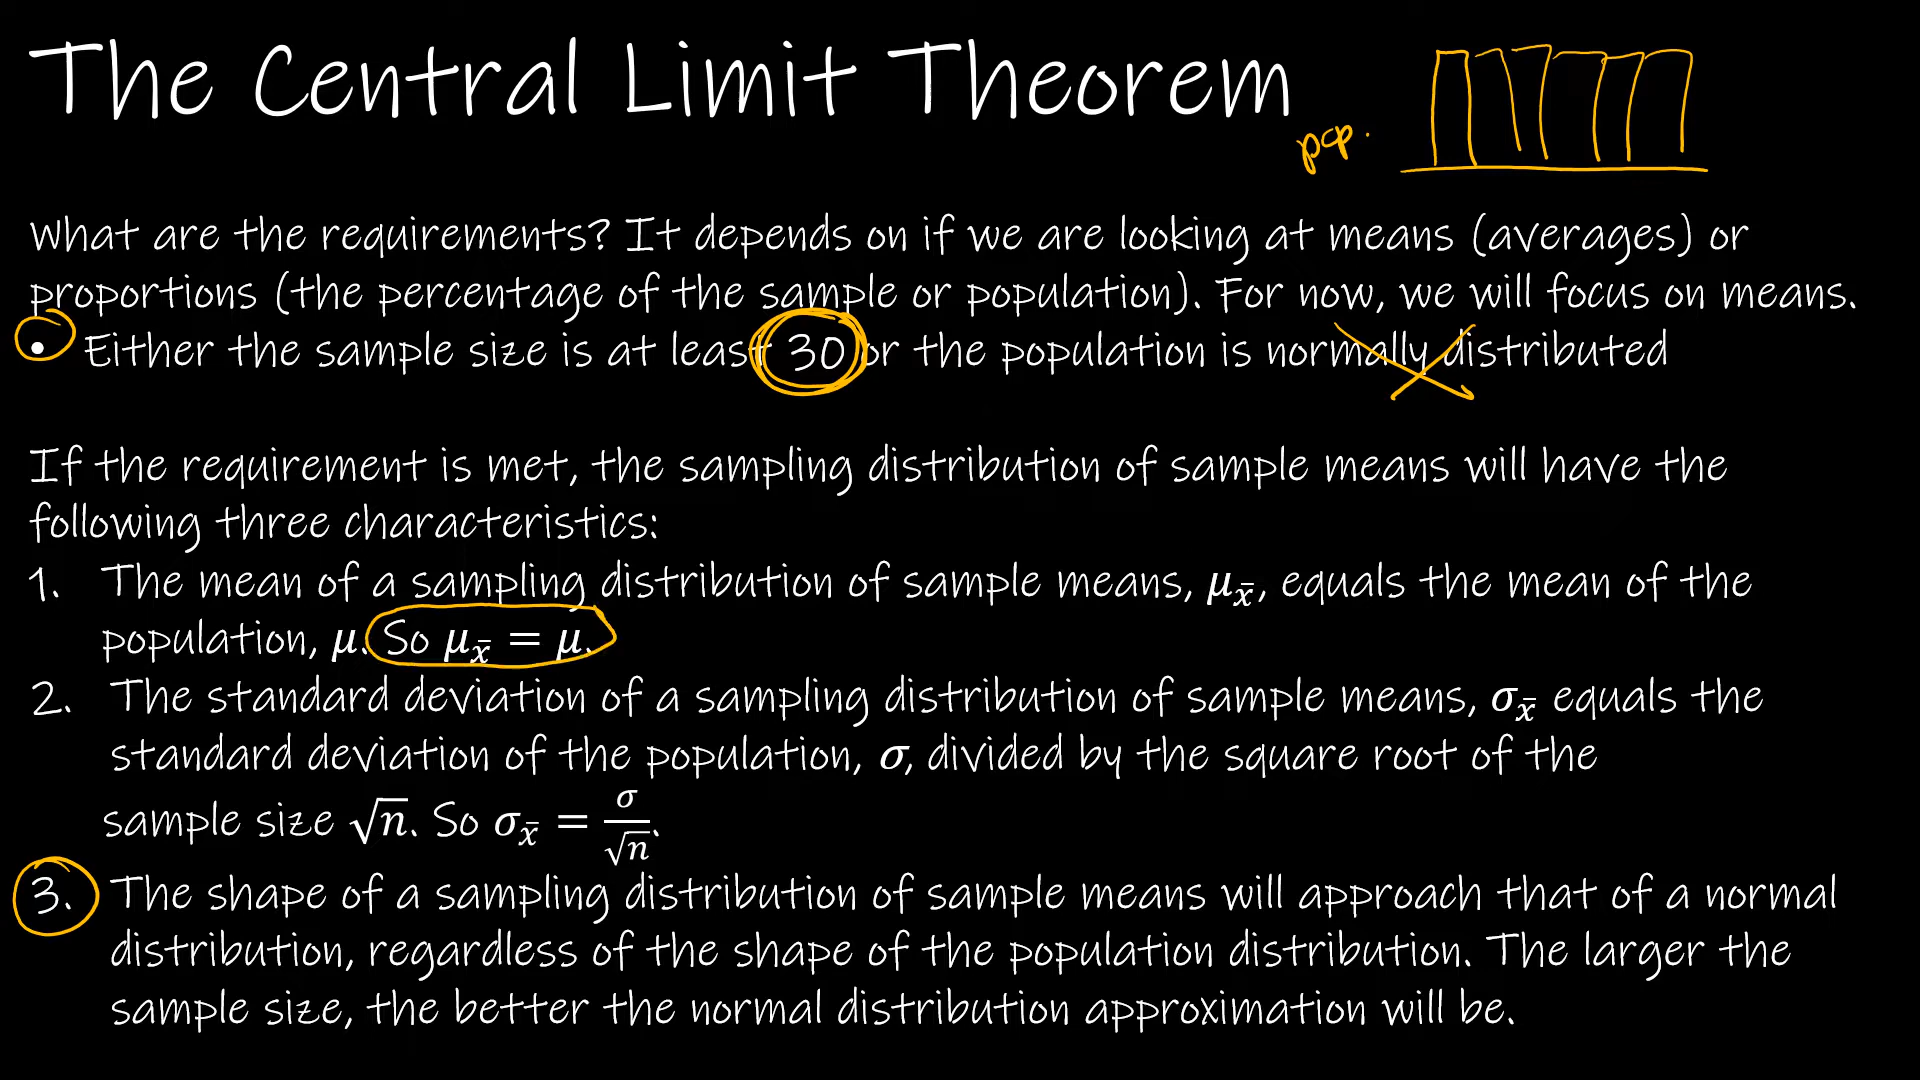 The Central Limit Theorem
pop.
What are the requirements? It depends on if we are looking at means (averages) or
proportions (the percentage of the sample or population). For now, we will focus on means.
• Either the sample size is at least 30 or the population is normally distributed
If the requirement is met, the sampling distribution of sample means will have the
following three characteristics:
1. The mean of a sampling distribution of sample means, μ_x̄, equals the mean of the
population, μ. So μ_x̄ = μ.
2. The standard deviation of a sampling distribution of sample means, σ_x̄ equals the
standard deviation of the population, σ, divided by the square root of the
sample size √n. So σ_x̄ = σ/√n.
3. The shape of a sampling distribution of sample means will approach that of a normal
distribution, regardless of the shape of the population distribution. The larger the
sample size, the better the normal distribution approximation will be.